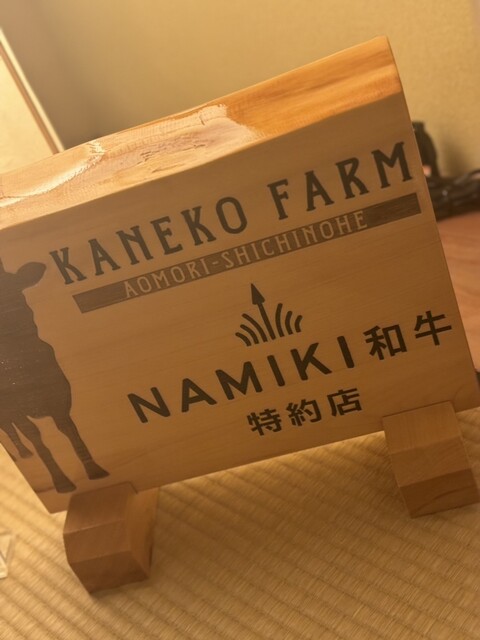 KANEKO FARM
AOMORI-SHICHINOHE
NAMIKI和牛
特約店